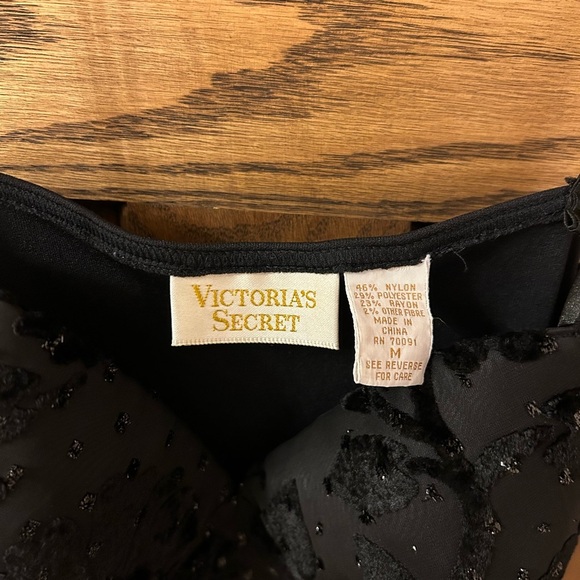 VICTORIA'S
SECRET
46% NYLON
29% POLYESTER
23% RAYON
2% OTHER FIBRE
MADE IN
CHINA
RN 70091
M
SEE REVERSE
FOR CARE